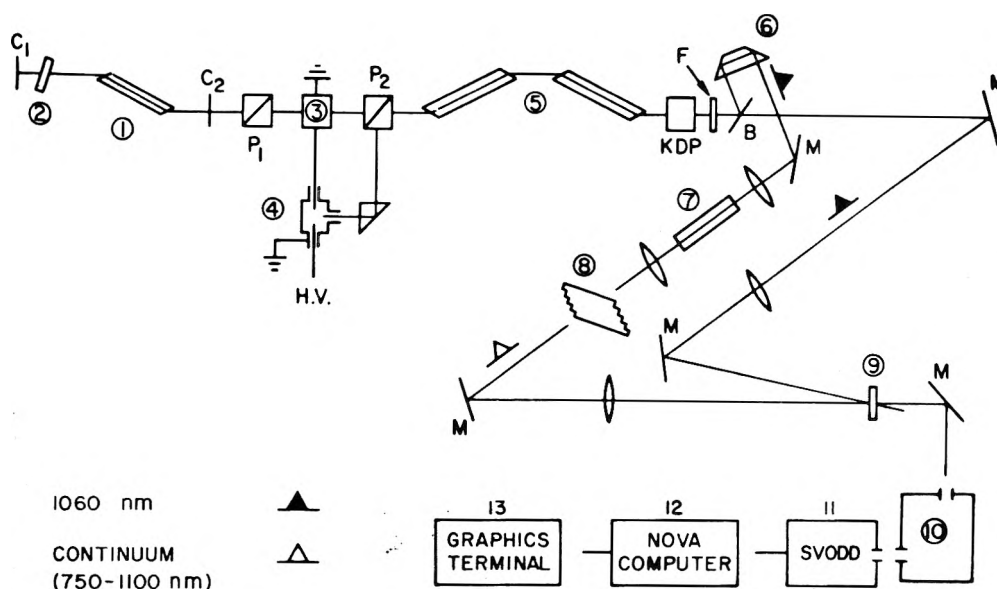 C1
②
①
C2
P1
③
P2
④
H.V.
⑤
KDP
F
⑥
B
M
M
⑦
⑧
M
M
⑨
M
⑩
1060 nm
CONTINUUM
(750-1100 nm)
13
GRAPHICS
TERMINAL
12
NOVA
COMPUTER
11
SVODD